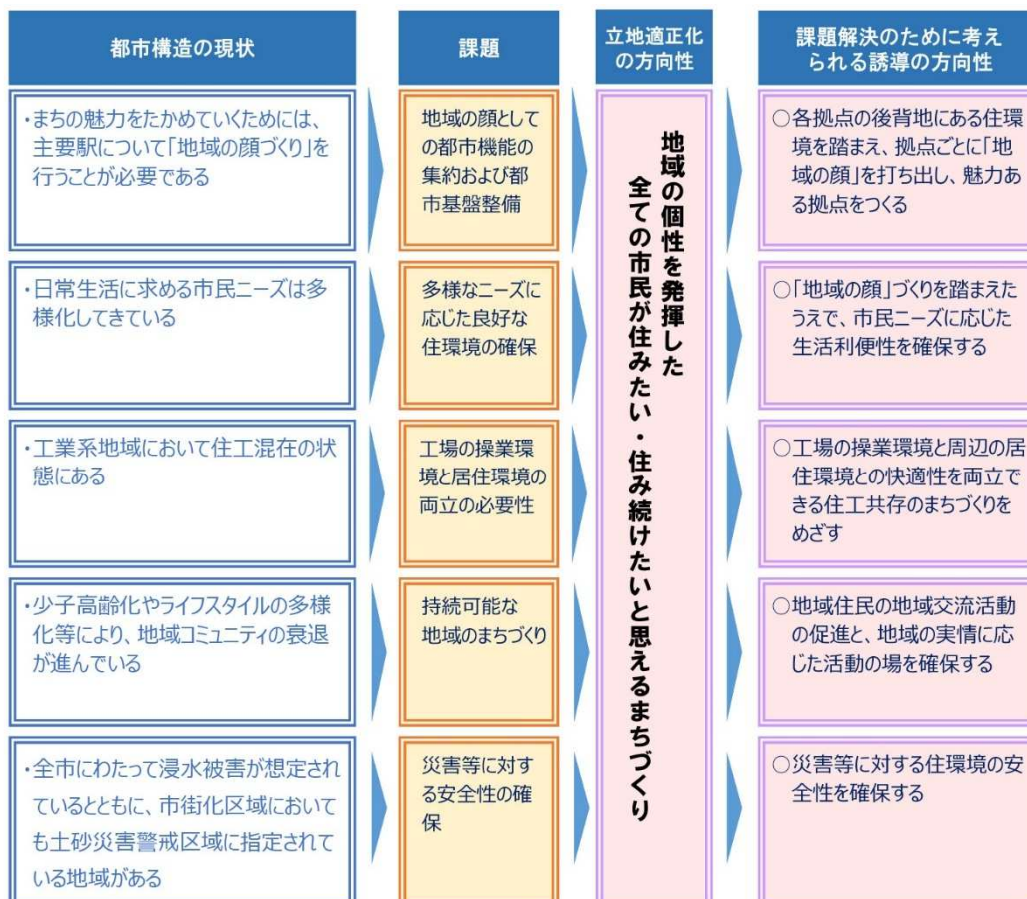 都市構造の現状
課題
立地適正化
の方向性
課題解決のために考え
られる誘導の方向性
・まちの魅力をたかめていくためには、
主要駅について「地域の顔づくり」を
行うことが必要である
地域の顔として
の都市機能の
集約および都
市基盤整備
地域の個性を発揮した
全ての市民が住みたい・住み続けたいと思えるまちづくり
○各拠点の後背地にある住環
境を踏まえ、拠点ごとに「地
域の顔」を打ち出し、魅力あ
る拠点をつくる
・日常生活に求める市民ニーズは多
様化してきている
多様なニーズに
応じた良好な
住環境の確保
○「地域の顔」づくりを踏まえた
うえで、市民ニーズに応じた
生活利便性を確保する
・工業系地域において住工混在の状
態にある
工場の操業環
境と居住環境の
両立の必要性
○工場の操業環境と周辺の居
住環境との快適性を両立で
きる住工共存のまちづくりを
めざす
・少子高齢化やライフスタイルの多様
化等により、地域コミュニティの衰退
が進んでいる
持続可能な
地域のまちづくり
○地域住民の地域交流活動
の促進と、地域の実情に応
じた活動の場を確保する
・全市にわたって浸水被害が想定され
ているとともに、市街化区域において
も土砂災害警戒区域に指定されて
いる地域がある
災害等に対す
る安全性の確
保
○災害等に対する住環境の安
全性を確保する